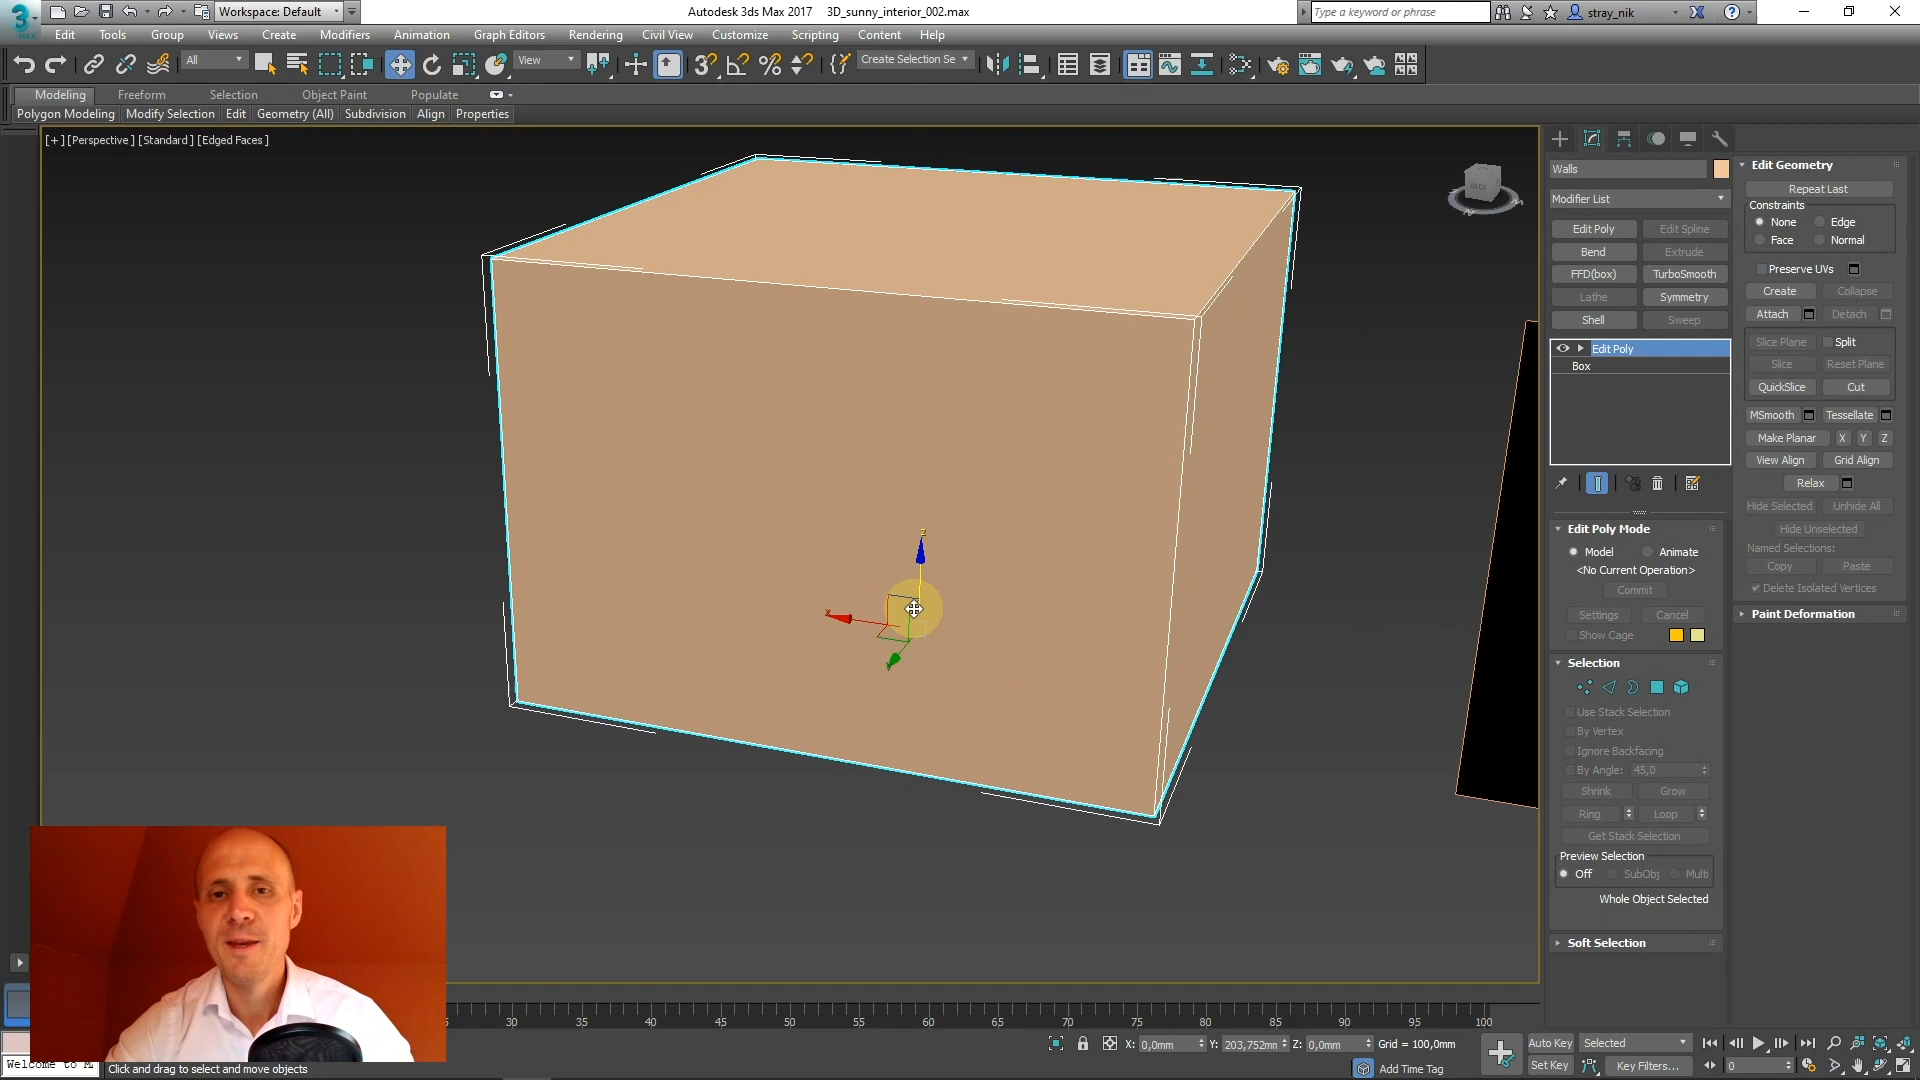 Workspace: Default
Autodesk 3ds Max 2017 3D_sunny_interior_002.max
Type a keyword or phrase
stray_nik
Edit Tools Group Views Create Modifiers Animation Graph Editors Rendering Civil View Customize Scripting Content Help
All View Create Selection Se
Modeling Freeform Selection Object Paint Populate
Polygon Modeling Modify Selection Edit Geometry (All) Subdivision Align Properties
[+] [Perspective] [Standard] [Edged Faces]
BACK
x
z
Walls
Modifier List
Edit Poly Edit Spline
Bend Extrude
FFD(box) TurboSmooth
Lathe Symmetry
Shell Sweep
Edit Poly
Box
Edit Poly Mode
Model Animate
<No Current Operation>
Commit
Settings Cancel
Show Cage
Selection
Use Stack Selection
By Vertex
Ignore Backfacing
By Angle: 45,0
Shrink Grow
Ring Loop
Get Stack Selection
Preview Selection
Off SubObj Multi
Whole Object Selected
Soft Selection
Edit Geometry
Repeat Last
Constraints
None Edge
Face Normal
Preserve UVs
Create Collapse
Attach Detach
Slice Plane Split
Slice Reset Plane
QuickSlice Cut
MSmooth Tessellate
Make Planar X Y Z
View Align Grid Align
Relax
Hide Selected Unhide All
Hide Unselected
Named Selections:
Copy Paste
Delete Isolated Vertices
Paint Deformation
30 35 40 45 50 55 60 65 70 75 80 85 90 95 100
X: 0,0mm Y: 203,752mm Z: 0,0mm Grid = 100,0mm
Auto Key Selected
Welcome to M
Click and drag to select and move objects
Add Time Tag
Set Key Key Filters... 0